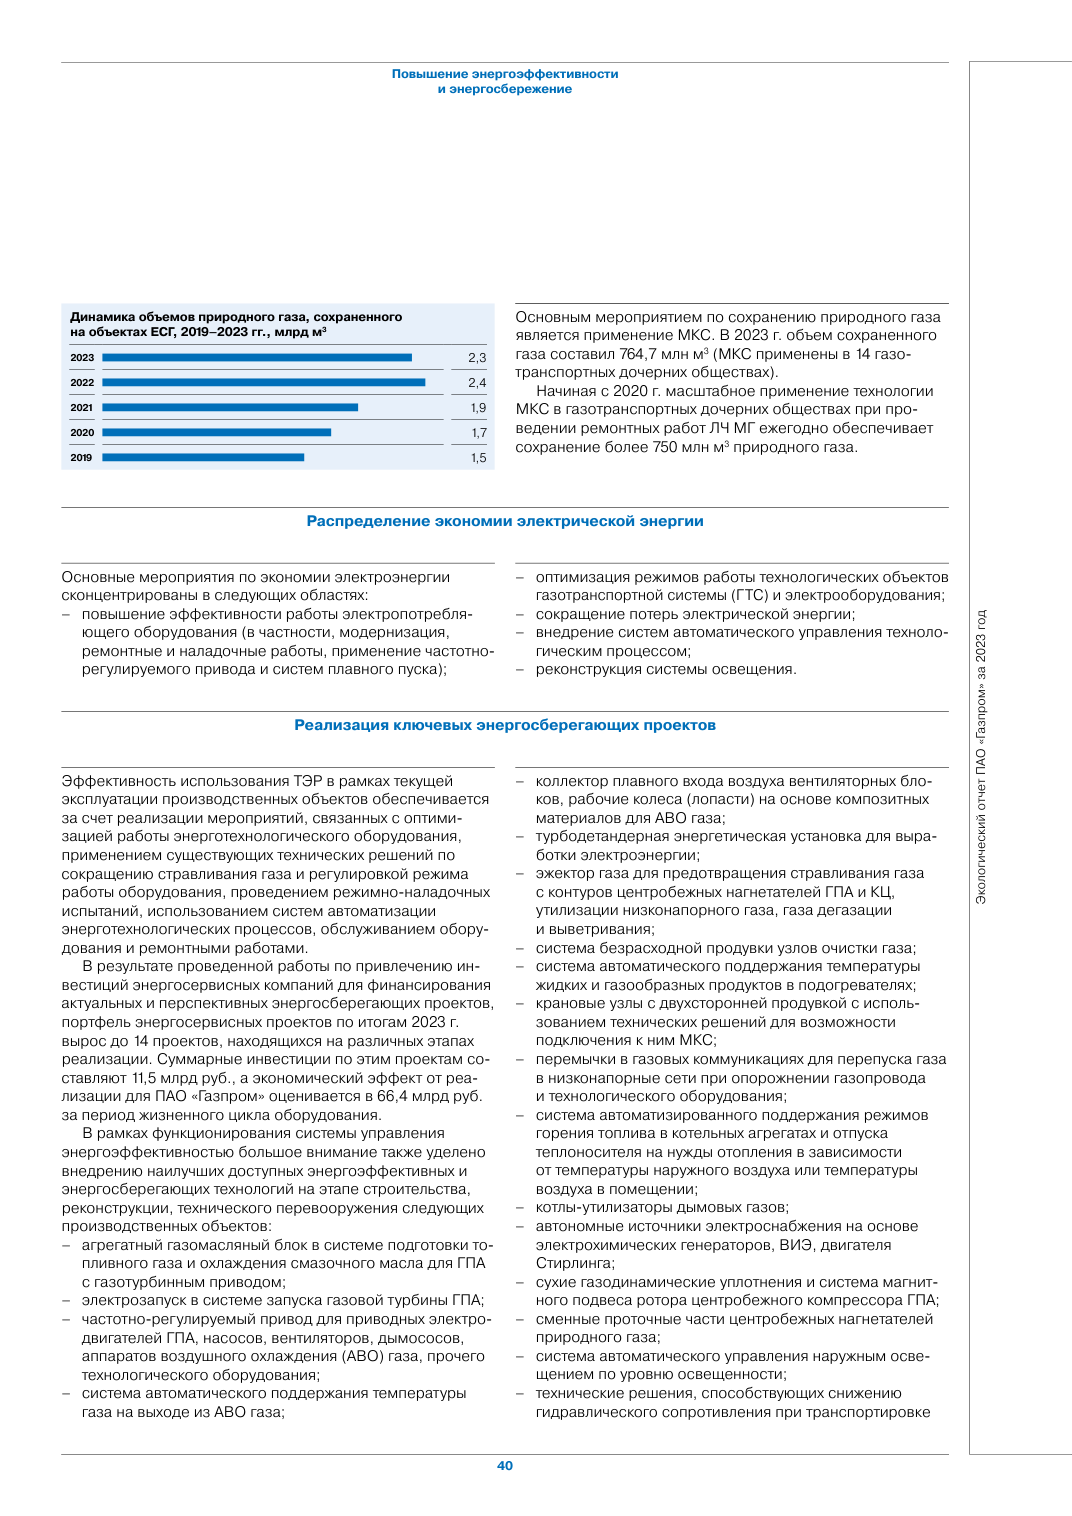 Повышение энергоэффективности
и энергосбережение
Динамика объемов природного газа, сохраненного
на объектах ЕСГ, 2019–2023 гг., млрд м³
2023 2,3
2022 2,4
2021 1,9
2020 1,7
2019 1,5
Основным мероприятием по сохранению природного газа
является применение МКС. В 2023 г. объем сохраненного
газа составил 764,7 млн м³ (МКС применены в 14 газо-
транспортных дочерних обществах).
Начиная с 2020 г. масштабное применение технологии
МКС в газотранспортных дочерних обществах при про-
ведении ремонтных работ ЛЧ МГ ежегодно обеспечивает
сохранение более 750 млн м³ природного газа.
Распределение экономии электрической энергии
Основные мероприятия по экономии электроэнергии
сконцентрированы в следующих областях:
– повышение эффективности работы электропотребля-
ющего оборудования (в частности, модернизация,
ремонтные и наладочные работы, применение частотно-
регулируемого привода и систем плавного пуска);
– оптимизация режимов работы технологических объектов
газотранспортной системы (ГТС) и электрооборудования;
– сокращение потерь электрической энергии;
– внедрение систем автоматического управления техноло-
гическим процессом;
– реконструкция системы освещения.
Реализация ключевых энергосберегающих проектов
Эффективность использования ТЭР в рамках текущей
эксплуатации производственных объектов обеспечивается
за счет реализации мероприятий, связанных с оптими-
зацией работы энерготехнологического оборудования,
применением существующих технических решений по
сокращению стравливания газа и регулировкой режима
работы оборудования, проведением режимно-наладочных
испытаний, использованием систем автоматизации
энерготехнологических процессов, обслуживанием обору-
дования и ремонтными работами.
В результате проведенной работы по привлечению ин-
вестиций энергосервисных компаний для финансирования
актуальных и перспективных энергосберегающих проектов,
портфель энергосервисных проектов по итогам 2023 г.
вырос до 14 проектов, находящихся на различных этапах
реализации. Суммарные инвестиции по этим проектам со-
ставляют 11,5 млрд руб., а экономический эффект от реа-
лизации для ПАО «Газпром» оценивается в 66,4 млрд руб.
за период жизненного цикла оборудования.
В рамках функционирования системы управления
энергоэффективностью большое внимание также уделено
внедрению наилучших доступных энергоэффективных и
энергосберегающих технологий на этапе строительства,
реконструкции, технического перевооружения следующих
производственных объектов:
– агрегатный газомасляный блок в системе подготовки то-
пливного газа и охлаждения смазочного масла для ГПА
с газотурбинным приводом;
– электрозапуск в системе запуска газовой турбины ГПА;
– частотно-регулируемый привод для приводных электро-
двигателей ГПА, насосов, вентиляторов, дымососов,
аппаратов воздушного охлаждения (АВО) газа, прочего
технологического оборудования;
– система автоматического поддержания температуры
газа на выходе из АВО газа;
– коллектор плавного входа воздуха вентиляторных бло-
ков, рабочие колеса (лопасти) на основе композитных
материалов для АВО газа;
– турбодетандерная энергетическая установка для выра-
ботки электроэнергии;
– эжектор газа для предотвращения стравливания газа
с контуров центробежных нагнетателей ГПА и КЦ,
утилизации низконапорного газа, газа дегазации
и выветривания;
– система безрасходной продувки узлов очистки газа;
– система автоматического поддержания температуры
жидких и газообразных продуктов в подогревателях;
– крановые узлы с двухсторонней продувкой с исполь-
зованием технических решений для возможности
подключения к ним МКС;
– перемычки в газовых коммуникациях для перепуска газа
в низконапорные сети при опорожнении газопровода
и технологического оборудования;
– система автоматизированного поддержания режимов
горения топлива в котельных агрегатах и отпуска
теплоносителя на нужды отопления в зависимости
от температуры наружного воздуха или температуры
воздуха в помещении;
– котлы-утилизаторы дымовых газов;
– автономные источники электроснабжения на основе
электрохимических генераторов, ВИЭ, двигателя
Стирлинга;
– сухие газодинамические уплотнения и система магнит-
ного подвеса ротора центробежного компрессора ГПА;
– сменные проточные части центробежных нагнетателей
природного газа;
– система автоматического управления наружным осве-
щением по уровню освещенности;
– технические решения, способствующих снижению
гидравлического сопротивления при транспортировке
Экологический отчет ПАО «Газпром» за 2023 год
40